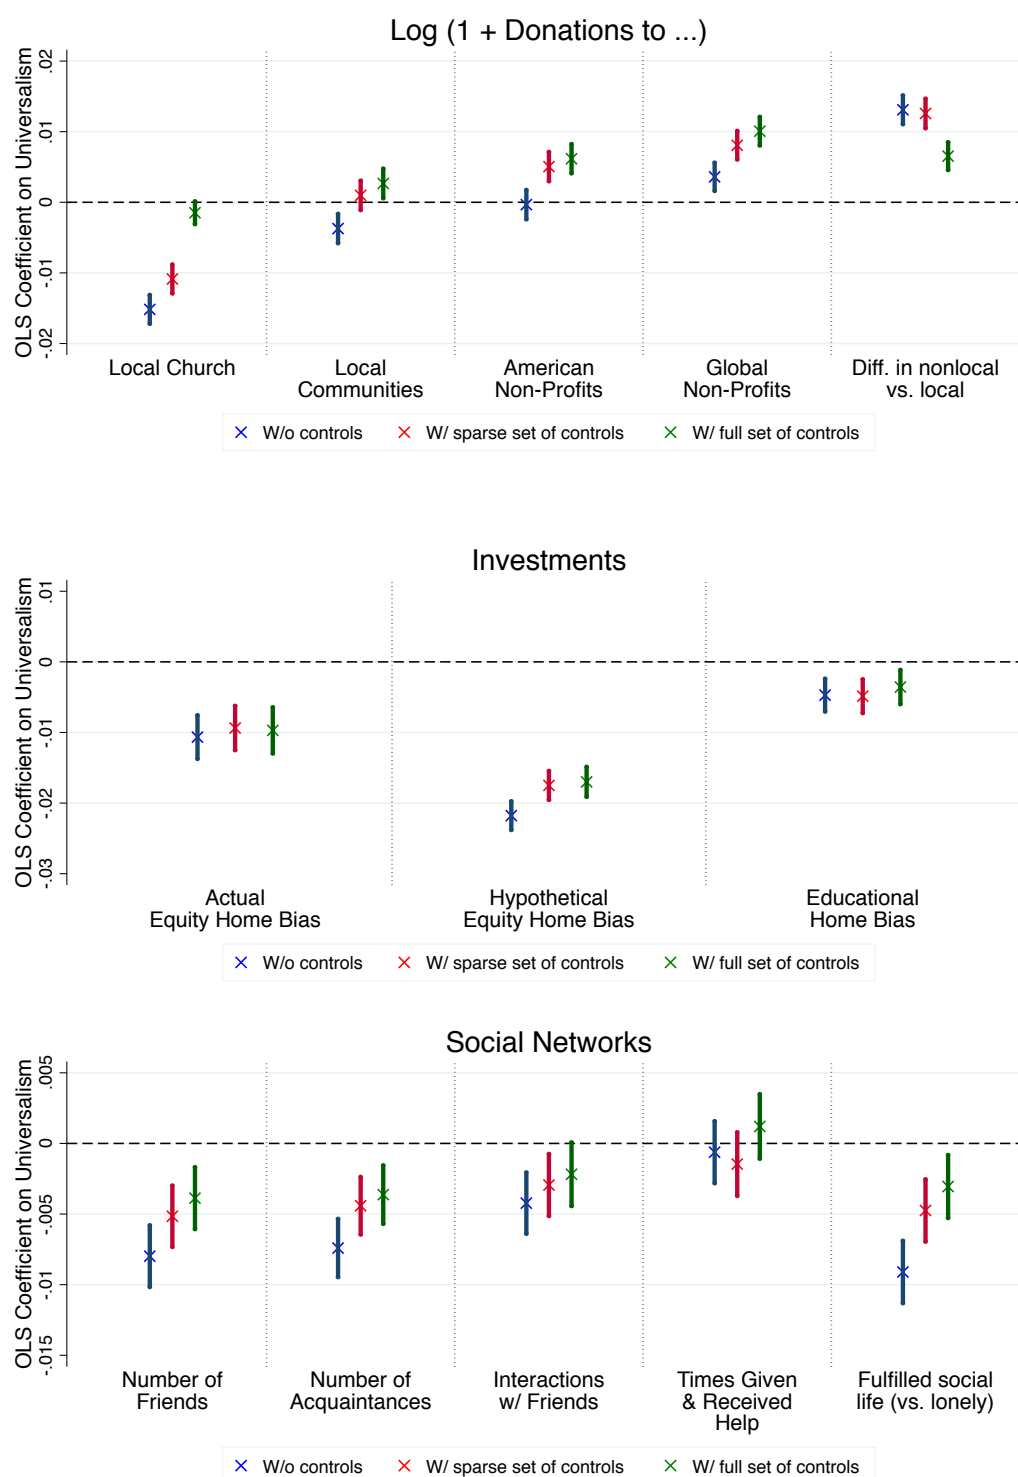 Log (1 + Donations to ...)
OLS Coefficient on Universalism
.02
.01
0
-.01
-.02
Local Church
Local
Communities
American
Non-Profits
Global
Non-Profits
Diff. in nonlocal
vs. local
W/o controls
W/ sparse set of controls
W/ full set of controls
Investments
OLS Coefficient on Universalism
.01
0
-.01
-.02
-.03
Actual
Equity Home Bias
Hypothetical
Equity Home Bias
Educational
Home Bias
W/o controls
W/ sparse set of controls
W/ full set of controls
Social Networks
OLS Coefficient on Universalism
.005
0
-.005
-.01
-.015
Number of
Friends
Number of
Acquaintances
Interactions
w/ Friends
Times Given
& Received
Help
Fulfilled social
life (vs. lonely)
W/o controls
W/ sparse set of controls
W/ full set of controls